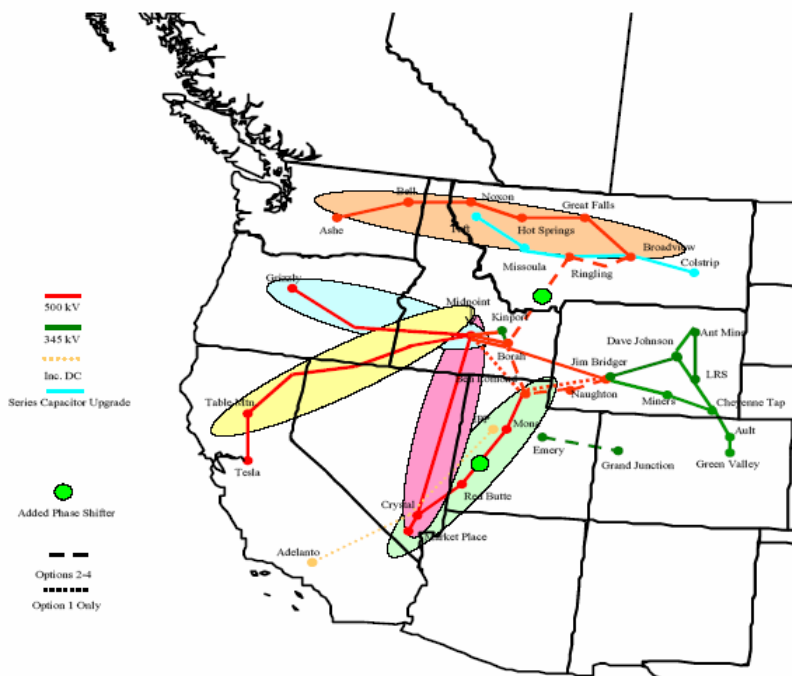 Bell
Noxon
Great Falls
Ashe
Taft
Hot Springs
Broadview
Missoula
Ringling
Colstrip
Grizzly
Midpoint
500 kV
Kinport
Ant Mine
Borah
Dave Johnson
345 kV
Jim Bridger
Ben Lomond
LRS
Inc. DC
Naughton
Miners
Cheyenne Tap
Series Capacitor Upgrade
Table Mtn
IPP
Mona
Ault
Emery
Grand Junction
Green Valley
Tesla
Red Butte
Crystal
Added Phase Shifter
Market Place
Adelanto
Options 2-4
Option 1 Only